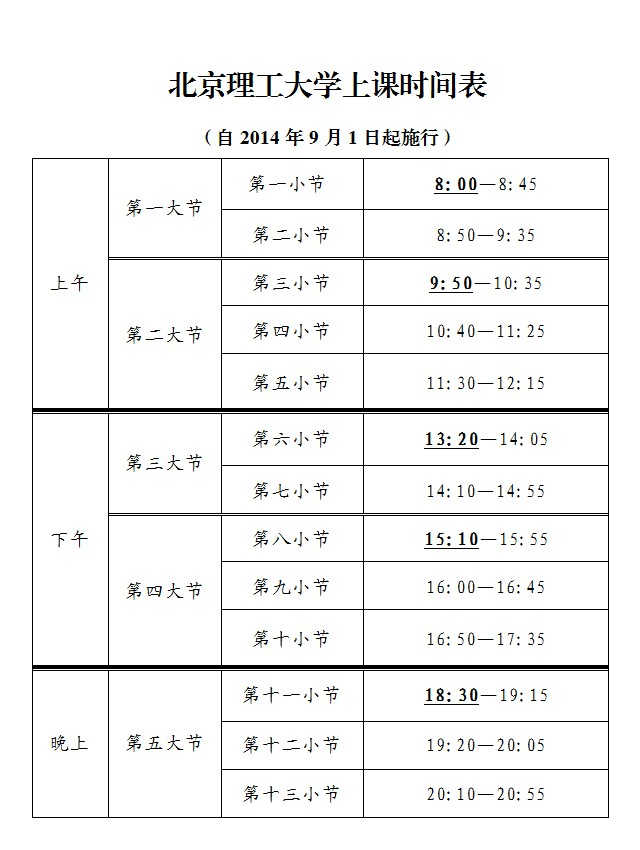 北京理工大学上课时间表
（自 2014 年 9 月 1 日起施行）
上午
第一大节
第一小节 8:00—8:45
第二小节 8:50—9:35
第二大节
第三小节 9:50—10:35
第四小节 10:40—11:25
第五小节 11:30—12:15
下午
第三大节
第六小节 13:20—14:05
第七小节 14:10—14:55
第四大节
第八小节 15:10—15:55
第九小节 16:00—16:45
第十小节 16:50—17:35
晚上
第五大节
第十一小节 18:30—19:15
第十二小节 19:20—20:05
第十三小节 20:10—20:55